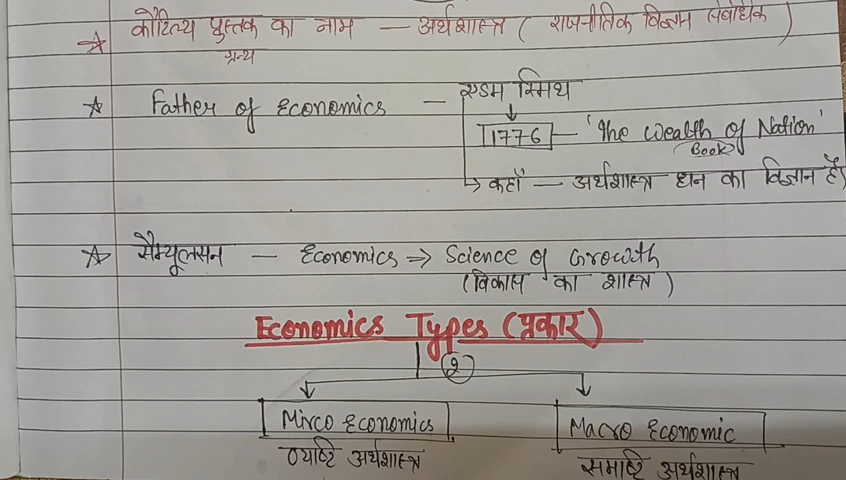 ☆ कौटिल्य पुस्तक का नाम — अर्थशास्त्र ( राजनीतिक विज्ञान संबंधित )
ग्रन्थ
☆ Father of Economics — एडम स्मिथ
1776 — 'The Wealth of Nation'
Book
→ कहाँ — अर्थशास्त्र धन का विज्ञान है
☆ सैम्यूलसन — Economics ⇒ Science of Growth
(विकास का शास्त्र)
Economics Types (प्रकार)
2
Mirco Economics Macro Economic
व्यष्टि अर्थशास्त्र समष्टि अर्थशास्त्र